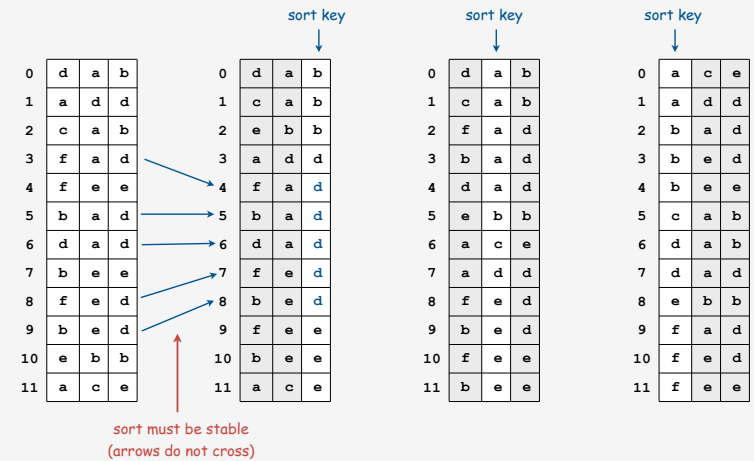 sort key sort key sort key
0 d a b 0 d a b 0 d a b 0 a c e
1 a d d 1 c a b 1 c a b 1 a d d
2 c a b 2 e b b 2 f a d 2 b a d
3 f a d 3 a d d 3 b a d 3 b e d
4 f e e 4 f a d 4 d a d 4 b e e
5 b a d 5 b a d 5 e b b 5 c a b
6 d a d 6 d a d 6 a c e 6 d a b
7 b e e 7 f e d 7 a d d 7 d a d
8 f e d 8 b e d 8 f e d 8 e b b
9 b e d 9 f e e 9 b e d 9 f a d
10 e b b 10 b e e 10 f e e 10 f e d
11 a c e 11 a c e 11 b e e 11 f e e
sort must be stable
(arrows do not cross)